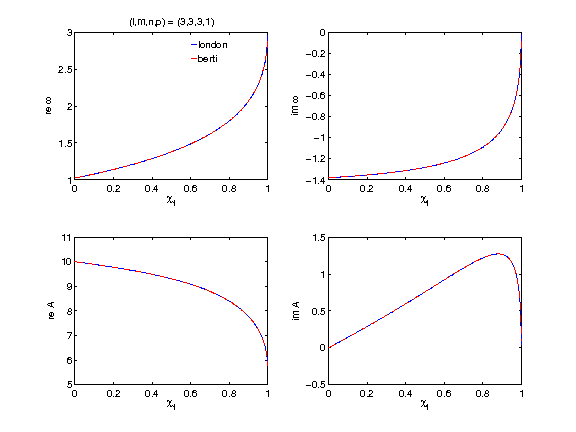 (l,m,n,p) = (3,3,3,1)
london
berti
re ω
3
2.5
2
1.5
1
0 0.2 0.4 0.6 0.8 1
χf
im ω
0
−0.2
−0.4
−0.6
−0.8
−1
−1.2
−1.4
0 0.2 0.4 0.6 0.8 1
χf
re A
11
10
9
8
7
6
5
0 0.2 0.4 0.6 0.8 1
χf
im A
1.5
1
0.5
0
−0.5
0 0.2 0.4 0.6 0.8 1
χf